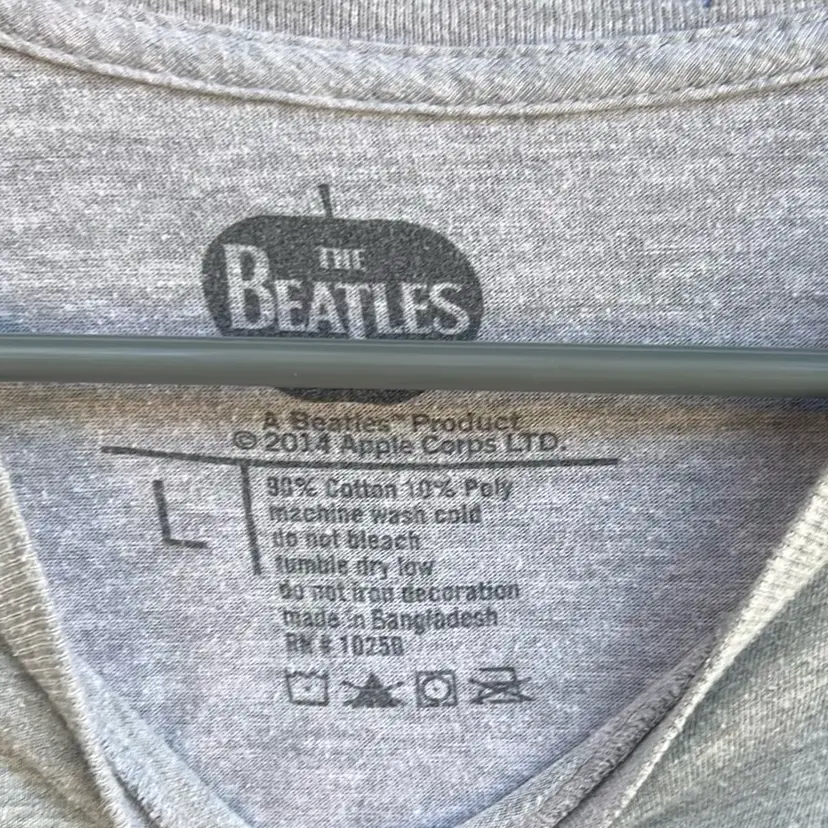 THE
BEATLES
A Beatles™ Product
© 2014 Apple Corps LTD.
L
90% Cotton 10% Poly
machine wash cold
do not bleach
tumble dry low
do not iron decoration
made in Bangladesh
RN #